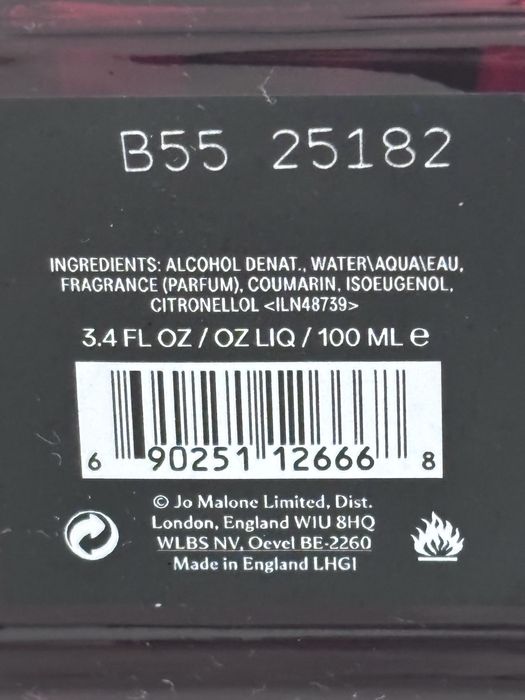 B55 25182
INGREDIENTS: ALCOHOL DENAT., WATER\AQUA\EAU,
FRAGRANCE (PARFUM), COUMARIN, ISOEUGENOL,
CITRONELLOL <ILN48739>
3.4 FL OZ / OZ LIQ / 100 ML ℮
6 90251 12666 8
© Jo Malone Limited, Dist.
London, England W1U 8HQ
WLBS NV, Oevel BE-2260
Made in England LHGI